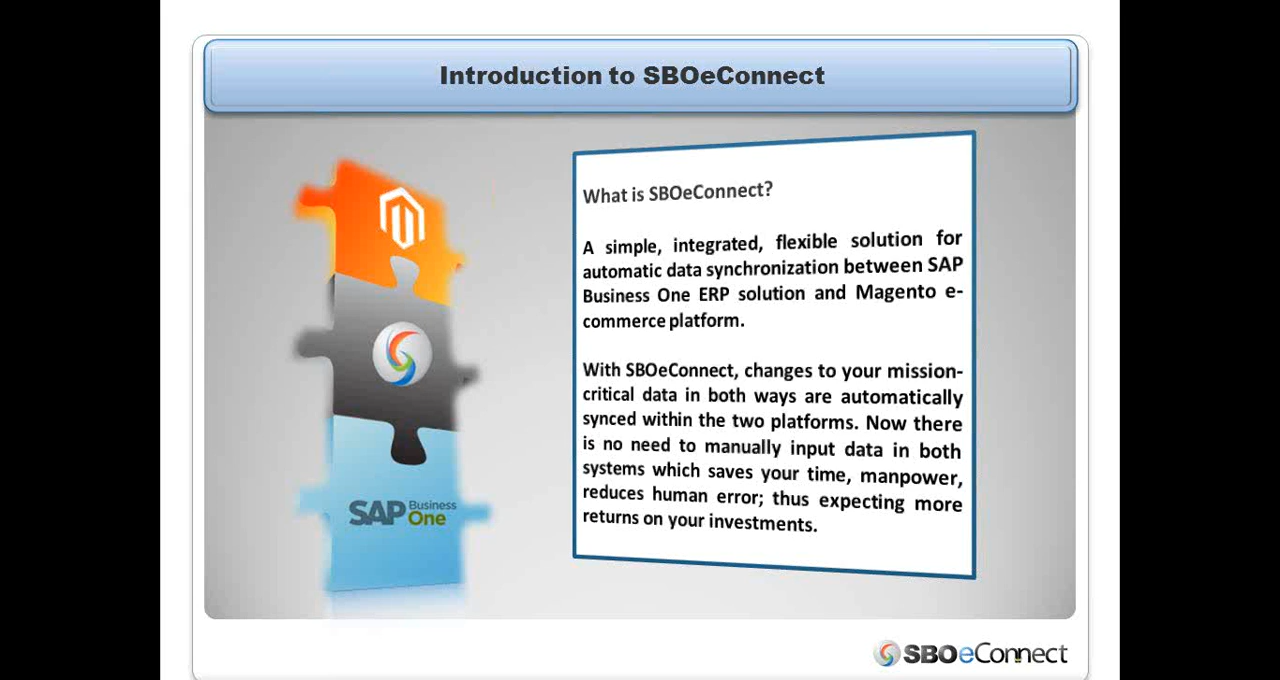 Introduction to SBOeConnect
What is SBOeConnect?
A simple, integrated, flexible solution for
automatic data synchronization between SAP
Business One ERP solution and Magento e-
commerce platform.
With SBOeConnect, changes to your mission-
critical data in both ways are automatically
synced within the two platforms. Now there
is no need to manually input data in both
systems which saves your time, manpower,
reduces human error; thus expecting more
returns on your investments.
SAP Business One
SBOeConnect